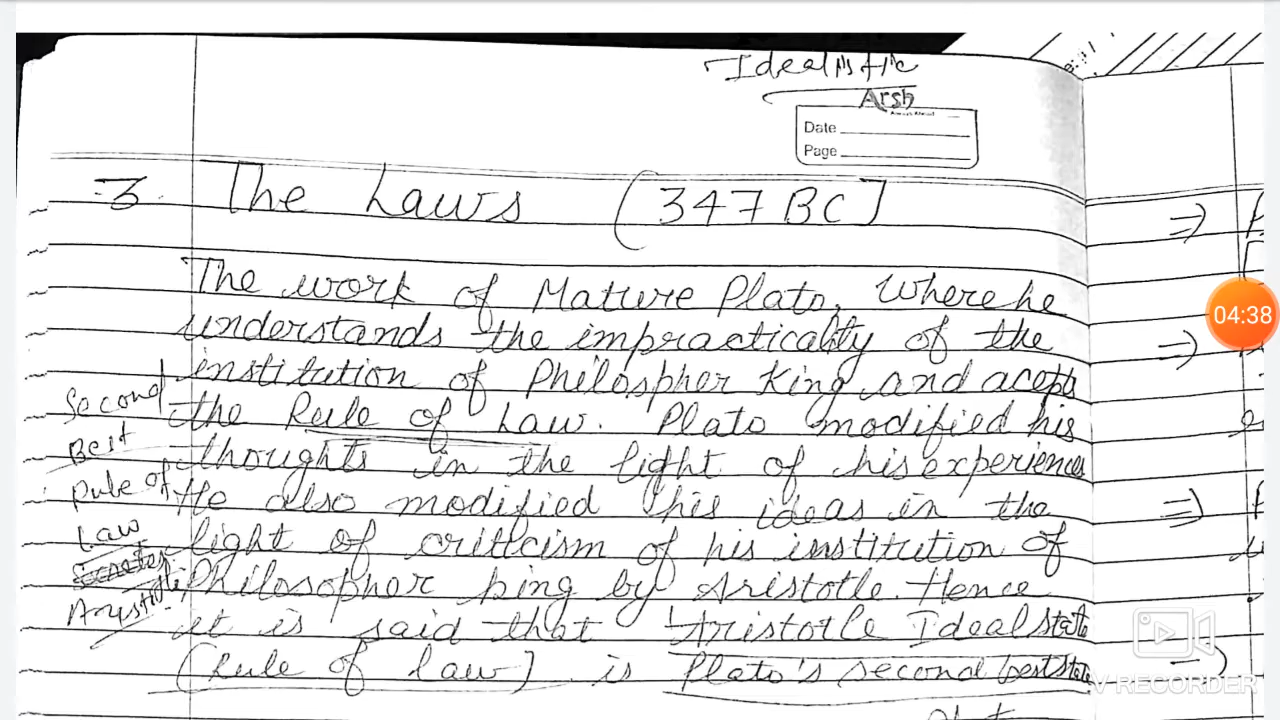 Idealistic
Arsh
Date
Page
3. The Laws (347 BC)
The work of Mature Plato, Where he
understands the impracticality of the
institution of Philospher King and acepts
the Rule of Law. Plato modified his
thoughts in the light of his experiences
He also modified his ideas in the
light of criticism of his institution of
Philosopher king by Aristotle. Hence
it is said that Aristotle Ideal state
(Rule of law) is Plato's second best state
Second
Best
Rule of
Law
Aristotle
04:38
V RECORDER